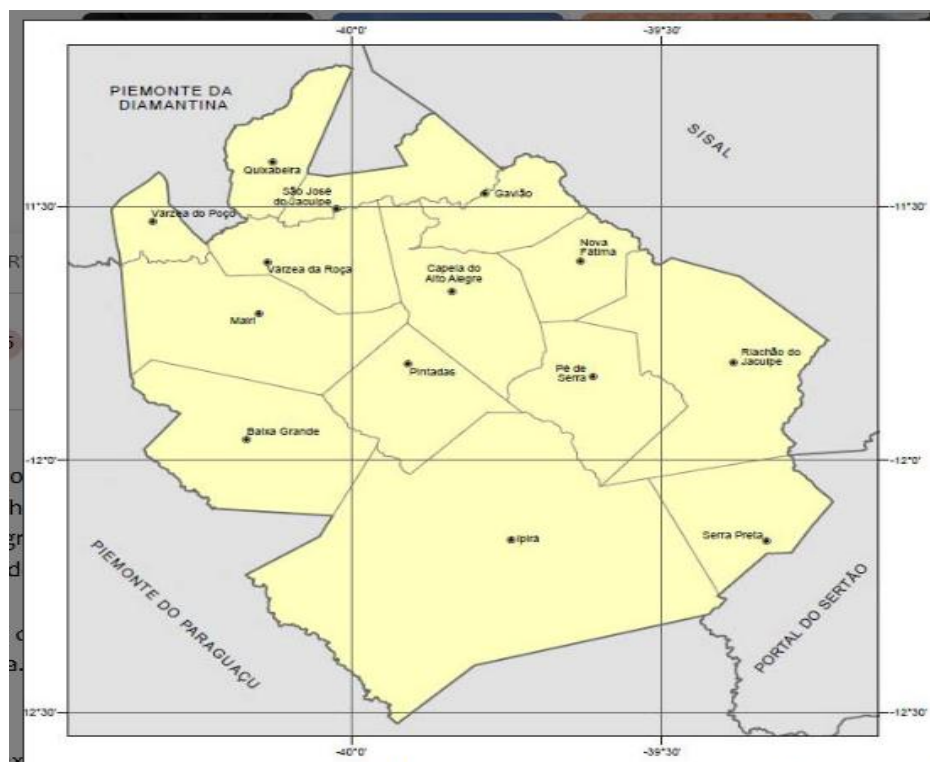 -40°0'
-39°30'
PIEMONTE DA
DIAMANTINA
SISAL
Quixabeira
São José
do Jacuípe
Gavião
-11°30'
-11°30'
Várzea do Poço
Várzea da Roça
Capela do
Alto Alegre
Nova
Fátima
Mairi
Pintadas
Pé de
Serra
Riachão do
Jacuípe
Baixa Grande
-12°0'
-12°0'
Ipirá
Serra Preta
PIEMONTE DO PARAGUAÇU
PORTAL DO SERTÃO
-12°30'
-12°30'
-40°0'
-39°30'